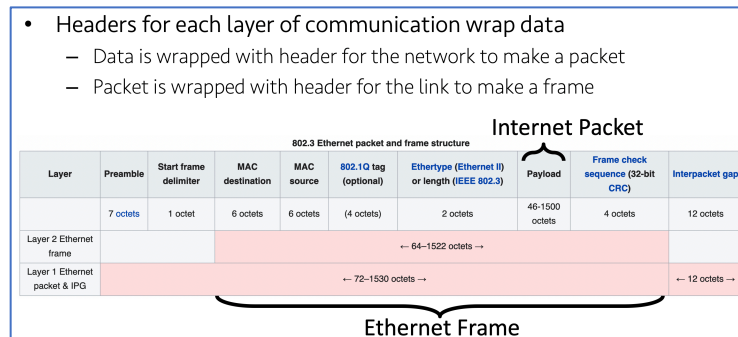 • Headers for each layer of communication wrap data
– Data is wrapped with header for the network to make a packet
– Packet is wrapped with header for the link to make a frame
Internet Packet
802.3 Ethernet packet and frame structure
Layer
Preamble
Start frame
delimiter
MAC
destination
MAC
source
802.1Q tag
(optional)
Ethertype (Ethernet II)
or length (IEEE 802.3)
Payload
Frame check
sequence (32-bit
CRC)
Interpacket gap
7 octets
1 octet
6 octets
6 octets
(4 octets)
2 octets
46-1500
octets
4 octets
12 octets
Layer 2 Ethernet
frame
← 64–1522 octets →
Layer 1 Ethernet
packet & IPG
← 72–1530 octets →
← 12 octets →
Ethernet Frame